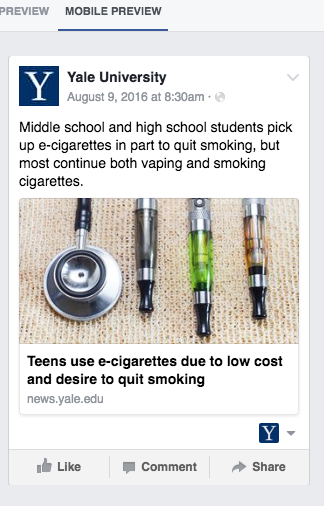 PREVIEW MOBILE PREVIEW
Y Yale University
August 9, 2016 at 8:30am ·
Middle school and high school students pick
up e-cigarettes in part to quit smoking, but
most continue both vaping and smoking
cigarettes.
Teens use e-cigarettes due to low cost
and desire to quit smoking
news.yale.edu
Y
Like Comment Share